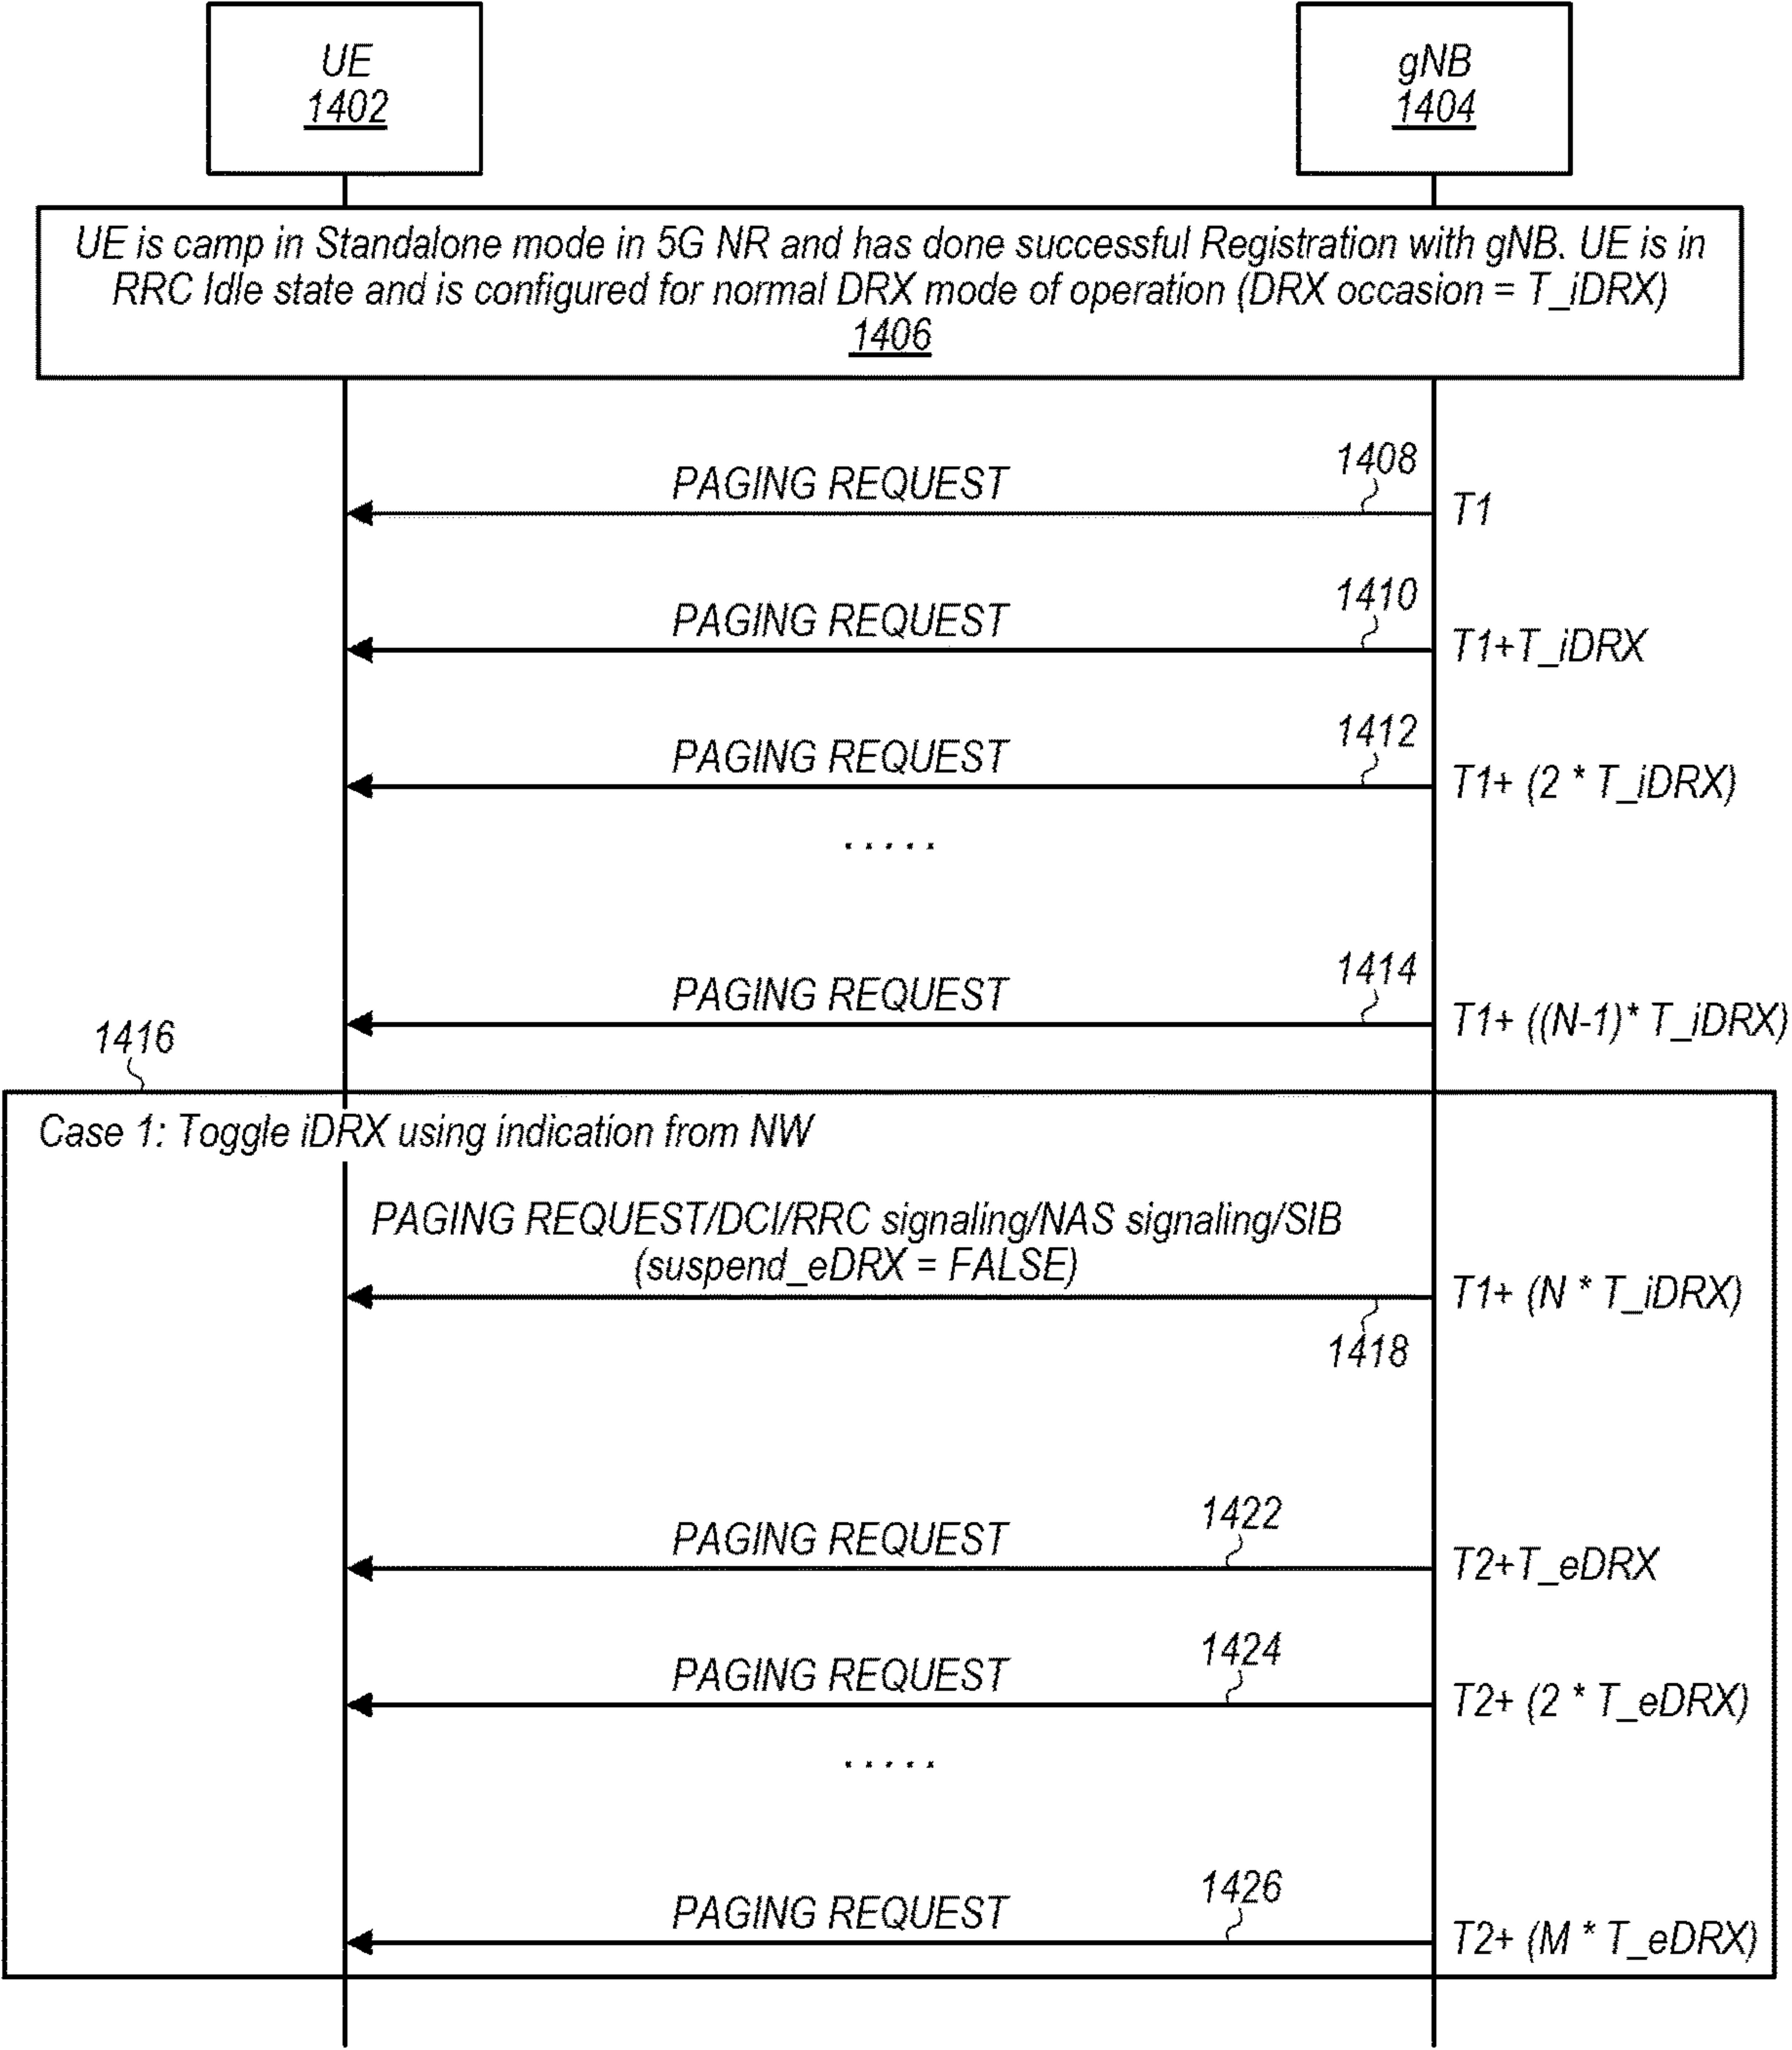 UE
1402
gNB
1404
UE is camp in Standalone mode in 5G NR and has done successful Registration with gNB. UE is in
RRC Idle state and is configured for normal DRX mode of operation (DRX occasion = T_iDRX)
1406
PAGING REQUEST
1408
T1
PAGING REQUEST
1410
T1+T_iDRX
PAGING REQUEST
1412
T1+ (2 * T_iDRX)
. . . . .
PAGING REQUEST
1414
T1+ ((N-1)* T_iDRX)
1416
Case 1: Toggle iDRX using indication from NW
PAGING REQUEST/DCI/RRC signaling/NAS signaling/SIB
(suspend_eDRX = FALSE)
T1+ (N * T_iDRX)
1418
PAGING REQUEST
1422
T2+T_eDRX
PAGING REQUEST
1424
T2+ (2 * T_eDRX)
. . . . .
PAGING REQUEST
1426
T2+ (M * T_eDRX)